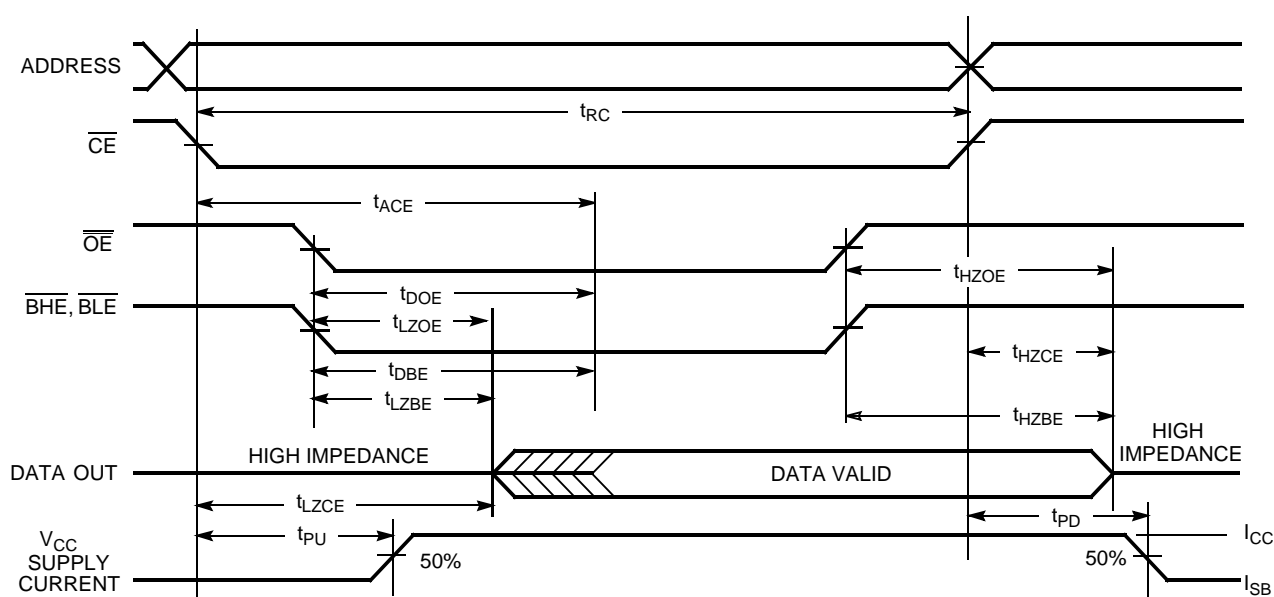 ADDRESS
tRC
CE
tACE
OE
tHZOE
tDOE
BHE, BLE
tLZOE
tHZCE
tDBE
tLZBE
tHZBE
HIGH IMPEDANCE
HIGH
IMPEDANCE
DATA OUT
DATA VALID
tLZCE
tPD
tPU
VCC
SUPPLY
CURRENT
50%
50%
ICC
ISB